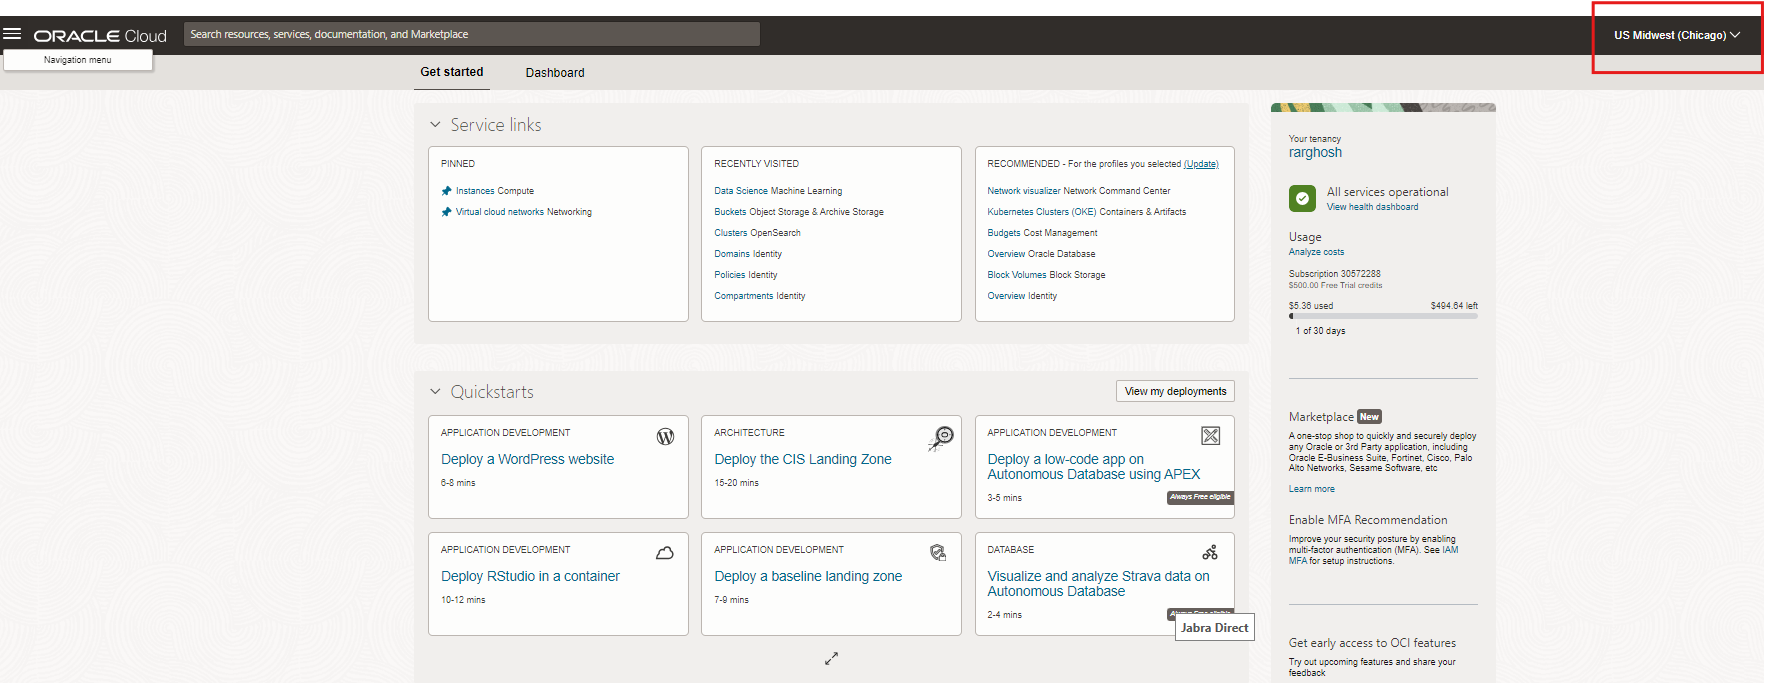 ORACLE Cloud
Search resources, services, documentation, and Marketplace
US Midwest (Chicago)
Navigation menu
Get started
Dashboard
Service links
PINNED
Instances Compute
Virtual cloud networks Networking
RECENTLY VISITED
Data Science Machine Learning
Buckets Object Storage & Archive Storage
Clusters OpenSearch
Domains Identity
Policies Identity
Compartments Identity
RECOMMENDED - For the profiles you selected (Update)
Network visualizer Network Command Center
Kubernetes Clusters (OKE) Containers & Artifacts
Budgets Cost Management
Overview Oracle Database
Block Volumes Block Storage
Overview Identity
Quickstarts
View my deployments
APPLICATION DEVELOPMENT
Deploy a WordPress website
6-8 mins
ARCHITECTURE
Deploy the CIS Landing Zone
15-20 mins
APPLICATION DEVELOPMENT
Deploy a low-code app on
Autonomous Database using APEX
3-5 mins
Always Free eligible
APPLICATION DEVELOPMENT
Deploy RStudio in a container
10-12 mins
APPLICATION DEVELOPMENT
Deploy a baseline landing zone
7-9 mins
DATABASE
Visualize and analyze Strava data on
Autonomous Database
2-4 mins
Always Free eligible
Jabra Direct
Your tenancy
rarghosh
All services operational
View health dashboard
Usage
Analyze costs
Subscription 30572288
$500.00 Free Trial credits
$5.36 used
$494.64 left
1 of 30 days
Marketplace New
A one-stop shop to quickly and securely deploy
any Oracle or 3rd Party application, including
Oracle E-Business Suite, Fortinet, Cisco, Palo
Alto Networks, Sesame Software, etc
Learn more
Enable MFA Recommendation
Improve your security posture by enabling
multi-factor authentication (MFA). See IAM
MFA for setup instructions.
Get early access to OCI features
Try out upcoming features and share your
feedback